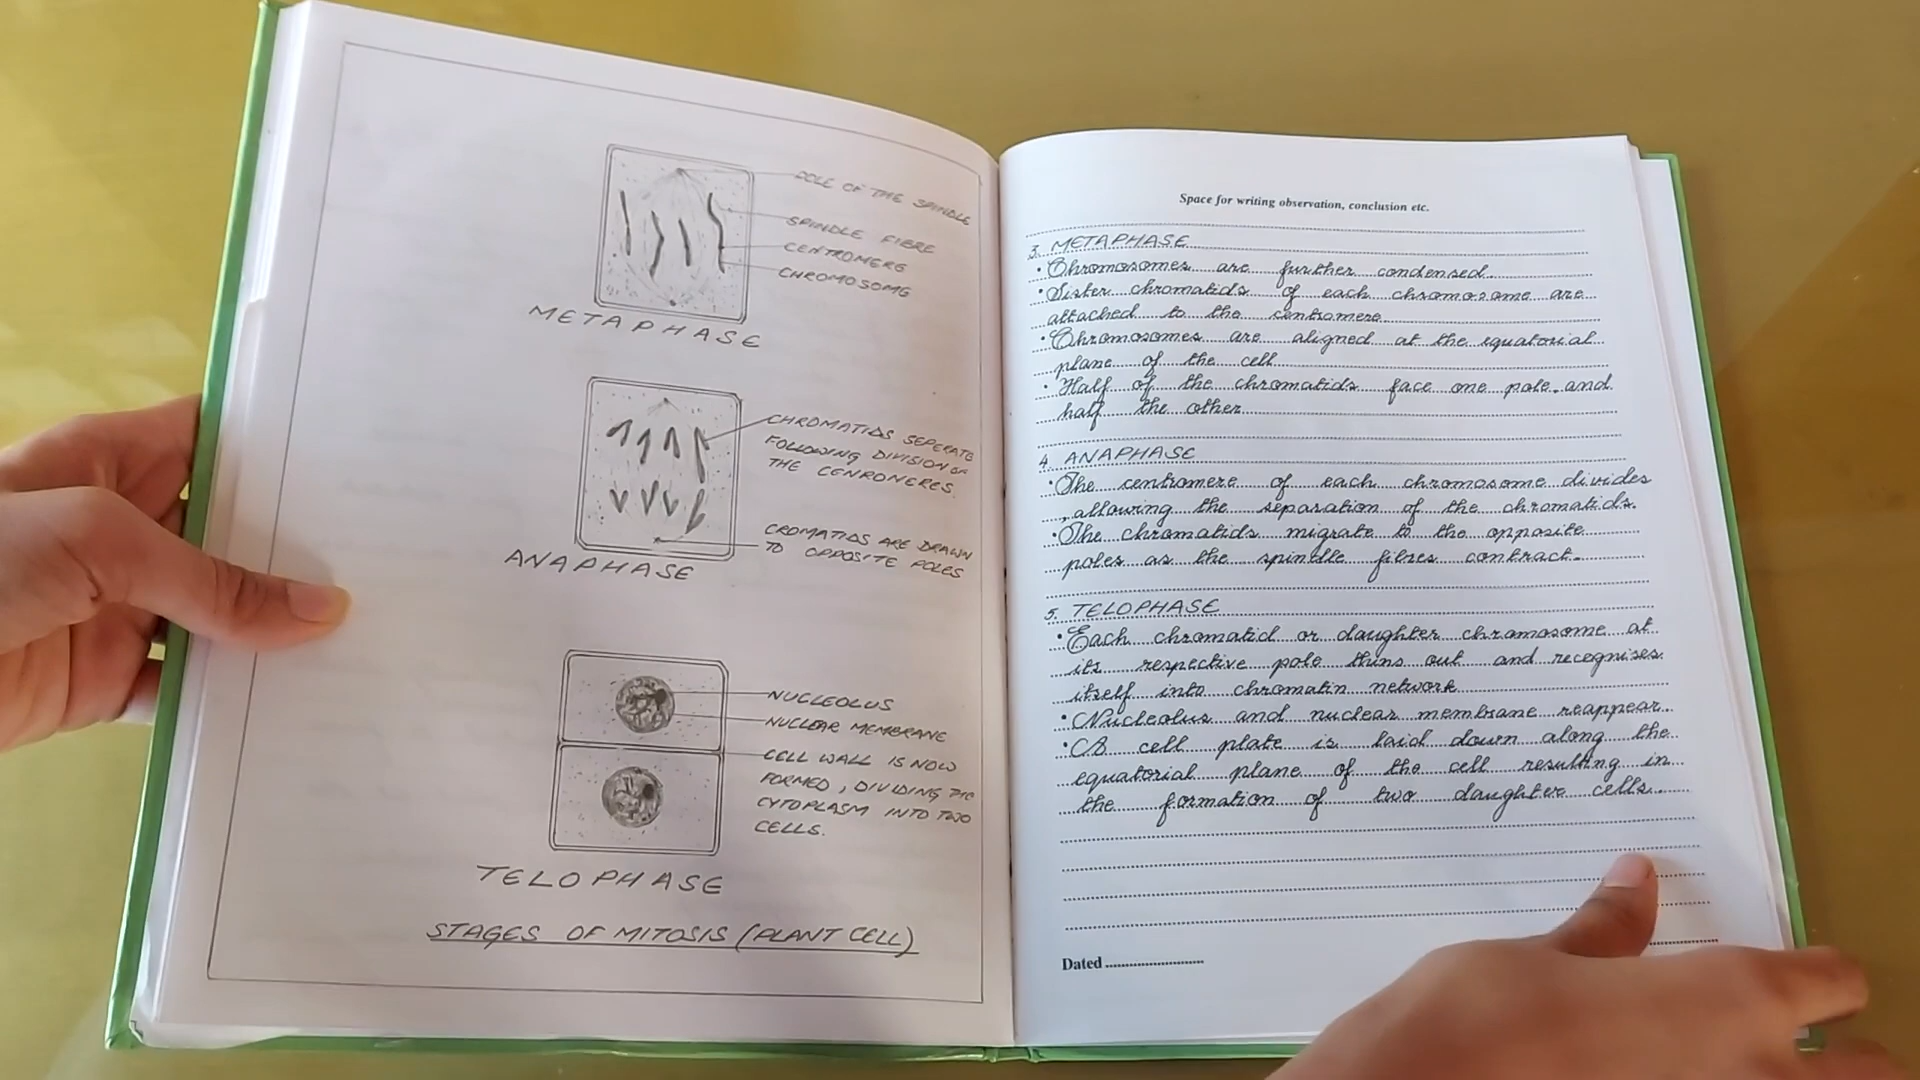 POLE OF THE SPINDLE
SPINDLE FIBRE
CENTROMERE
CHROMOSOME
METAPHASE
CHROMATIDS SEPERATE
FOLLOWING DIVISION OF
THE CENRONERES.
CROMATIDS ARE DRAWN
TO OPPOSITE POLES
ANAPHASE
NUCLEOLUS
NUCLEAR MEMBRANE
CELL WALL IS NOW
FORMED, DIVIDING THE
CYTOPLASM INTO TWO
CELLS.
TELOPHASE
STAGES OF MITOSIS (PLANT CELL)
Space for writing observation, conclusion etc.
3. METAPHASE
• Chromosomes are further condensed.
• Sister chromatids of each chromosome are
attached to the centromere.
• Chromosomes are aligned at the equatorial
plane of the cell
• Half of the chromatids face one pole and
half the other.
4. ANAPHASE
• The centromere of each chromosome divides
, allowing the separation of the chromatids.
• The chromatids migrate to the opposite
poles as the spindle fibres contract.
5. TELOPHASE
• Each chromatid or daughter chromosome at
its respective pole thins out and recegnises
itself into chromatin network
• Nucleolus and nuclear membrane reappear.
• A cell plate is laid down along the
equatorial plane of the cell resulting in
the formation of two daughter cells.
Dated